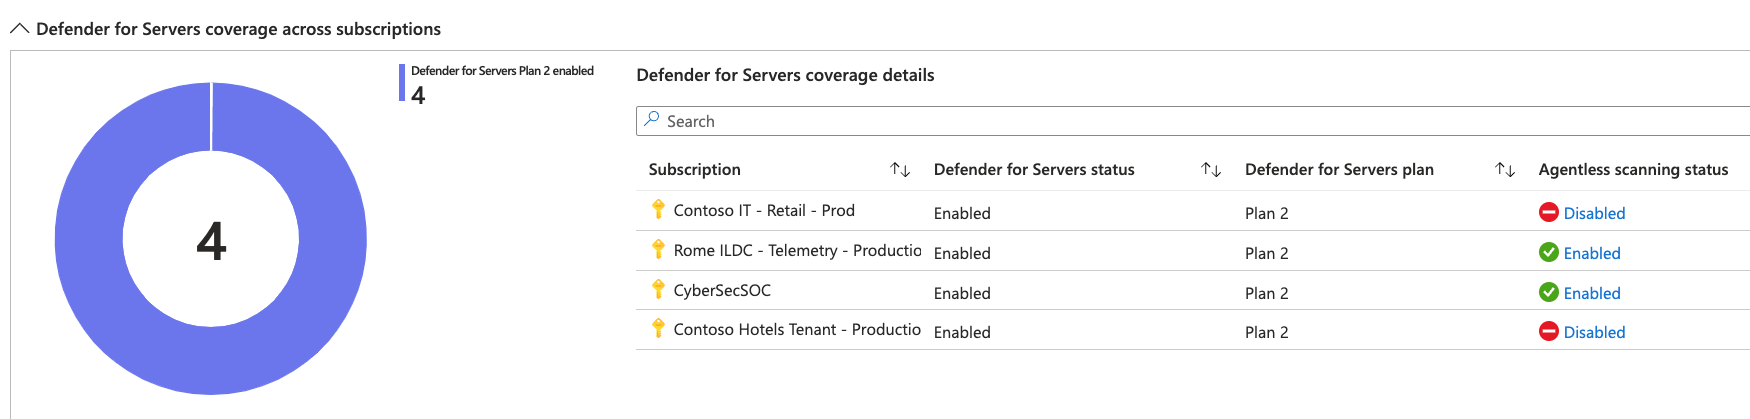 Defender for Servers coverage across subscriptions
Defender for Servers Plan 2 enabled
4
4
Defender for Servers coverage details
Search
Subscription Defender for Servers status Defender for Servers plan Agentless scanning status
Contoso IT - Retail - Prod Enabled Plan 2 Disabled
Rome ILDC - Telemetry - Productio Enabled Plan 2 Enabled
CyberSecSOC Enabled Plan 2 Enabled
Contoso Hotels Tenant - Productio Enabled Plan 2 Disabled